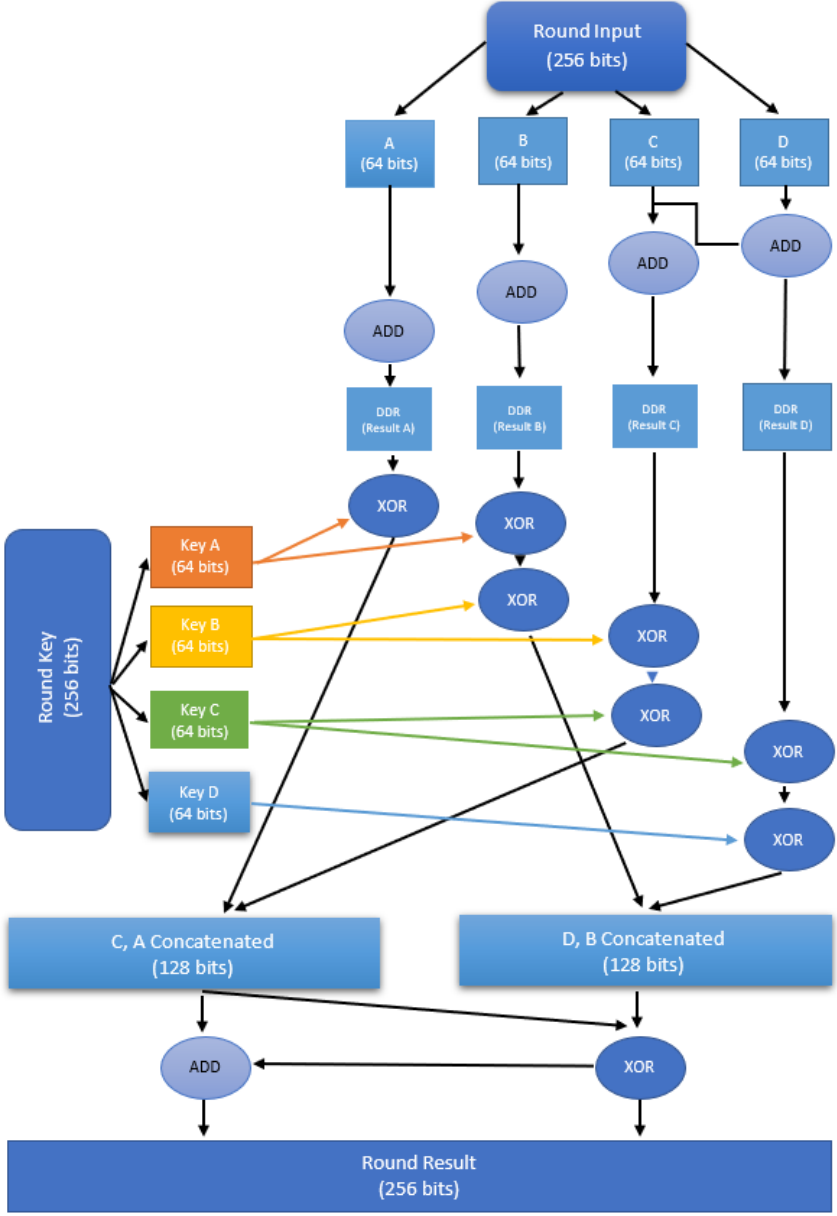 Round Input
(256 bits)
A
(64 bits)
B
(64 bits)
C
(64 bits)
D
(64 bits)
ADD
ADD
ADD
ADD
DDR
(Result A)
DDR
(Result B)
DDR
(Result C)
DDR
(Result D)
XOR
XOR
XOR
XOR
XOR
XOR
XOR
Round Key
(256 bits)
Key A
(64 bits)
Key B
(64 bits)
Key C
(64 bits)
Key D
(64 bits)
C, A Concatenated
(128 bits)
D, B Concatenated
(128 bits)
ADD
XOR
Round Result
(256 bits)